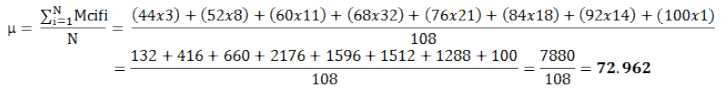 μ = ∑ᵢ₌₁ᴺ Mcifi / N = (44x3) + (52x8) + (60x11) + (68x32) + (76x21) + (84x18) + (92x14) + (100x1) / 108
= 132 + 416 + 660 + 2176 + 1596 + 1512 + 1288 + 100 / 108 = 7880 / 108 = 72.962